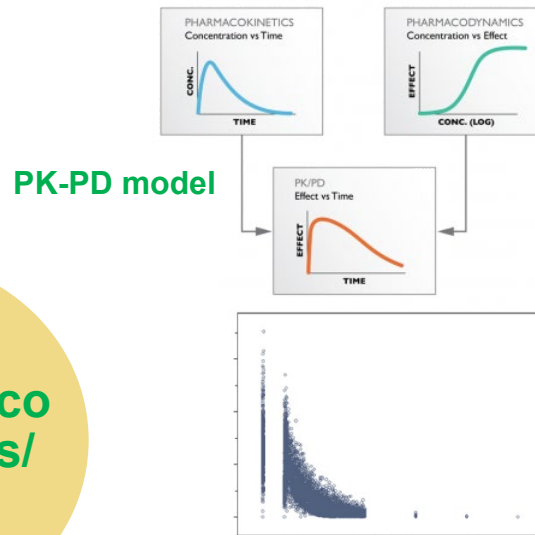 PHARMACOKINETICS
Concentration vs Time
CONC.
TIME
PHARMACODYNAMICS
Concentration vs Effect
EFFECT
CONC. (LOG)
PK-PD model
PK/PD
Effect vs Time
EFFECT
TIME
co
s/